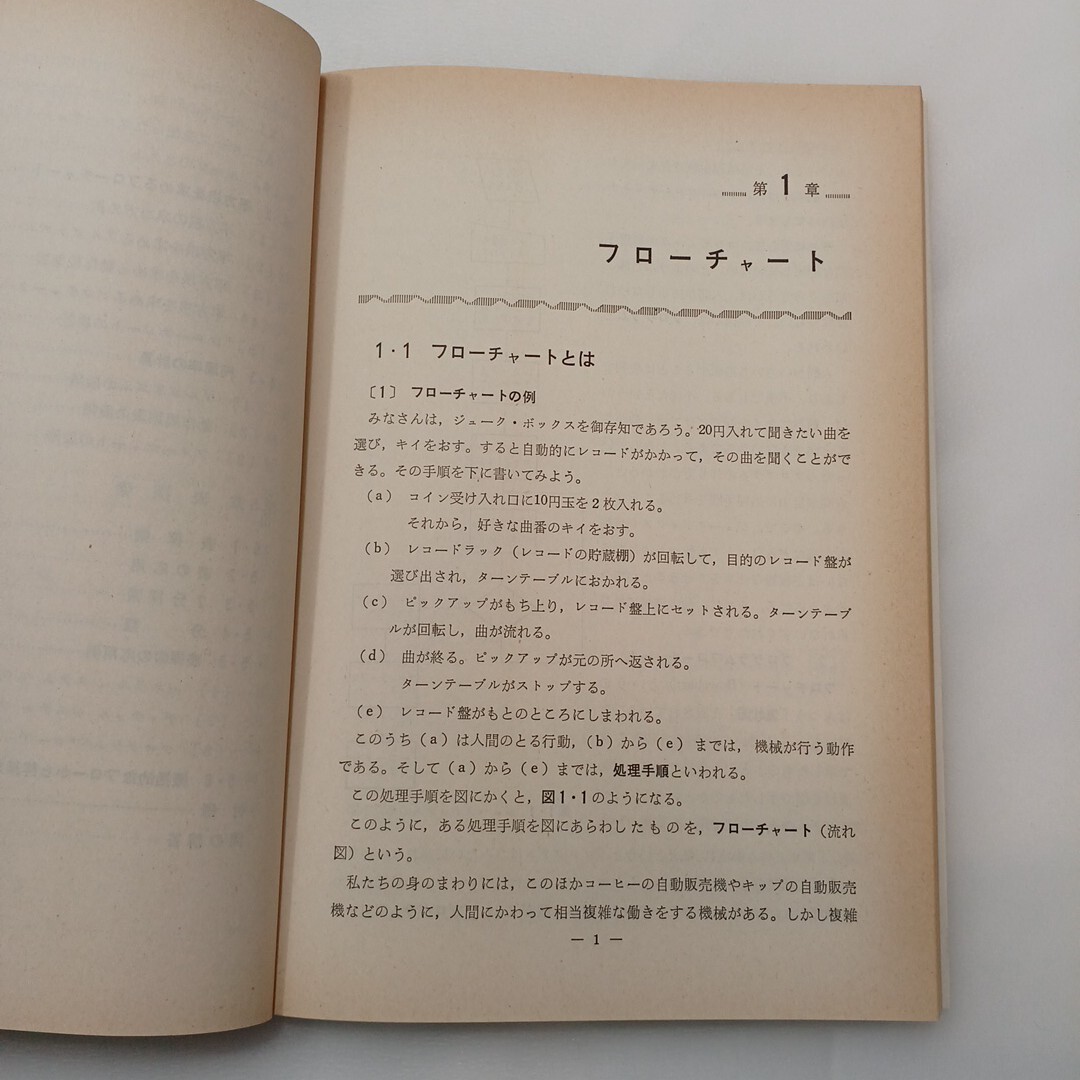 第1章
フローチャート
1・1 フローチャートとは
〔1〕 フローチャートの例
みなさんは，ジューク・ボックスを御存知であろう。20円入れて聞きたい曲を
選び，キイをおす。すると自動的にレコードがかかって，その曲を聞くことがで
きる。その手順を下に書いてみよう。
(a) コイン受け入れ口に10円玉を2枚入れる。
それから，好きな曲番のキイをおす。
(b) レコードラック（レコードの貯蔵棚）が回転して，目的のレコード盤が
選び出され，ターンテーブルにおかれる。
(c) ピックアップがもち上り，レコード盤上にセットされる。ターンテーブ
ルが回転し，曲が流れる。
(d) 曲が終る。ピックアップが元の所へ返される。
ターンテーブルがストップする。
(e) レコード盤がもとのところにしまわれる。
このうち(a)は人間のとる行動，(b)から(e)までは，機械が行う動作
である。そして(a)から(e)までは，処理手順といわれる。
この処理手順を図にかくと，図1・1のようになる。
このように，ある処理手順を図にあらわしたものを，フローチャート（流れ
図）という。
私たちの身のまわりには，このほかコーヒーの自動販売機やキップの自動販売
機などのように，人間にかわって相当複雑な働きをする機械がある。しかし複雑
— 1 —